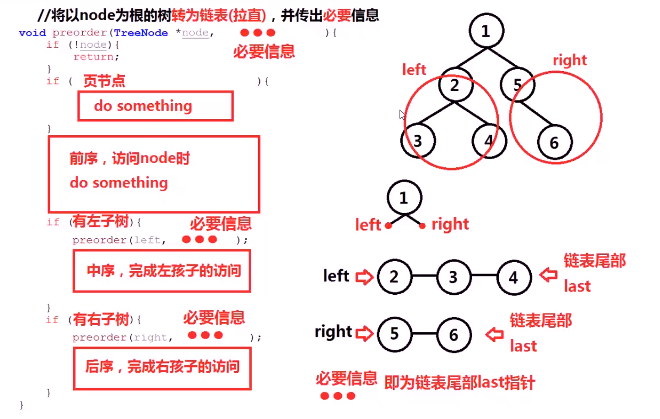 //将以node为根的树转为链表(拉直)，并传出必要信息
void preorder(TreeNode *node, ●●● ){
必要信息
if (!node){
return;
}
if ( 页节点 ){
do something
}
前序，访问node时
do something
if (有左子树){
必要信息
preorder(left, ●●● );
中序，完成左孩子的访问
}
if (有右子树){
必要信息
preorder(right, ●●● );
后序，完成右孩子的访问
}
}
1
left
right
2
5
3
4
6
1
left
right
left
2
3
4
链表尾部
last
right
5
6
链表尾部
last
必要信息 即为链表尾部last指针
●●●